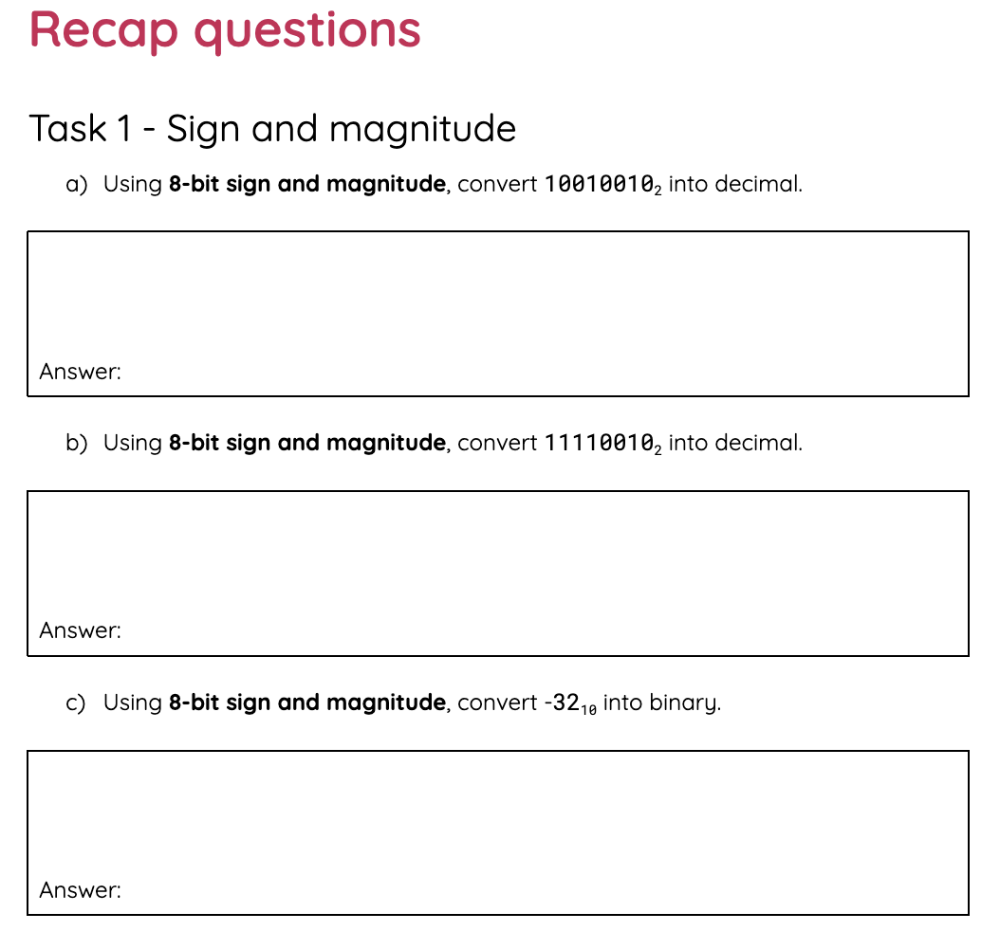 Recap questions
Task 1 - Sign and magnitude
a) Using 8-bit sign and magnitude, convert 10010010₂ into decimal.
Answer:
b) Using 8-bit sign and magnitude, convert 11110010₂ into decimal.
Answer:
c) Using 8-bit sign and magnitude, convert -32₁₀ into binary.
Answer: